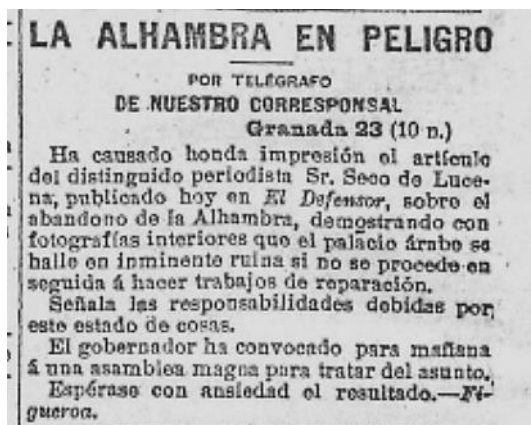 LA ALHAMBRA EN PELIGRO
POR TELÉGRAFO
DE NUESTRO CORRESPONSAL
Granada 23 (10 n.)
Ha causado honda impresión el artículo
del distinguido periodista Sr. Seco de Luce-
na, publicado hoy en El Defensor, sobre el
abandono de la Alhambra, demostrando con
fotografías interiores que el palacio árabe se
halle en inminente ruina si no se procede en
seguida á hacer trabajos de reparación.
Señala las responsabilidades debidas por
este estado de cosas.
El gobernador ha convocado para mañana
á una asamblea magna para tratar del asunto.
Espérase con ansiedad el resultado.—Fi-
gueroa.